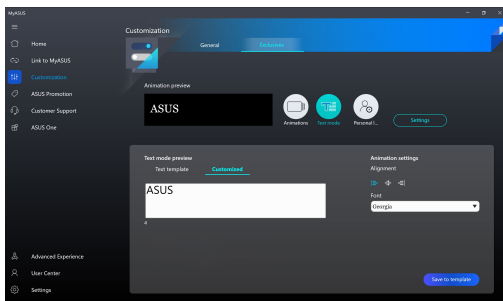 MyASUS
Customization
Home
Link to MyASUS
Customization
ASUS Promotion
Customer Support
ASUS One
Advanced Experience
User Center
Settings
General
Exclusives
Animation preview
ASUS
Animations
Text mode
Personal I...
Settings
Text mode preview
Text template
Customized
ASUS
4
Animation settings
Alignment
Font
Georgia
Save to template